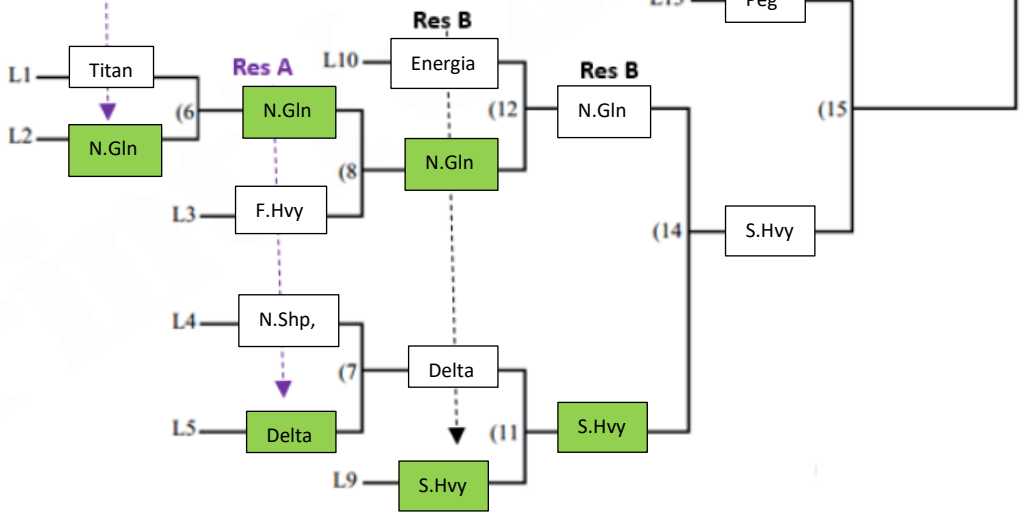 Peg
Res B
L10
Energia
L1
Titan
Res A
Res B
(6
N.Gln
(12
N.Gln
(15
L2
N.Gln
(8
N.Gln
L3
F.Hvy
(14
S.Hvy
L4
N.Shp,
(7
Delta
L5
Delta
(11
S.Hvy
L9
S.Hvy